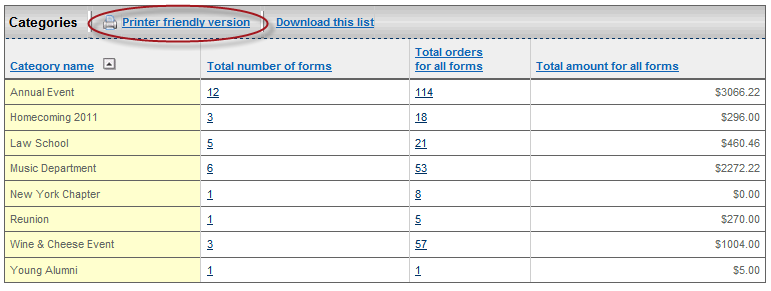 Categories Printer friendly version Download this list
Category name Total number of forms Total orders for all forms Total amount for all forms
Annual Event 12 114 $3066.22
Homecoming 2011 3 18 $296.00
Law School 5 21 $460.46
Music Department 6 53 $2272.22
New York Chapter 1 8 $0.00
Reunion 1 5 $270.00
Wine & Cheese Event 3 57 $1004.00
Young Alumni 1 1 $5.00